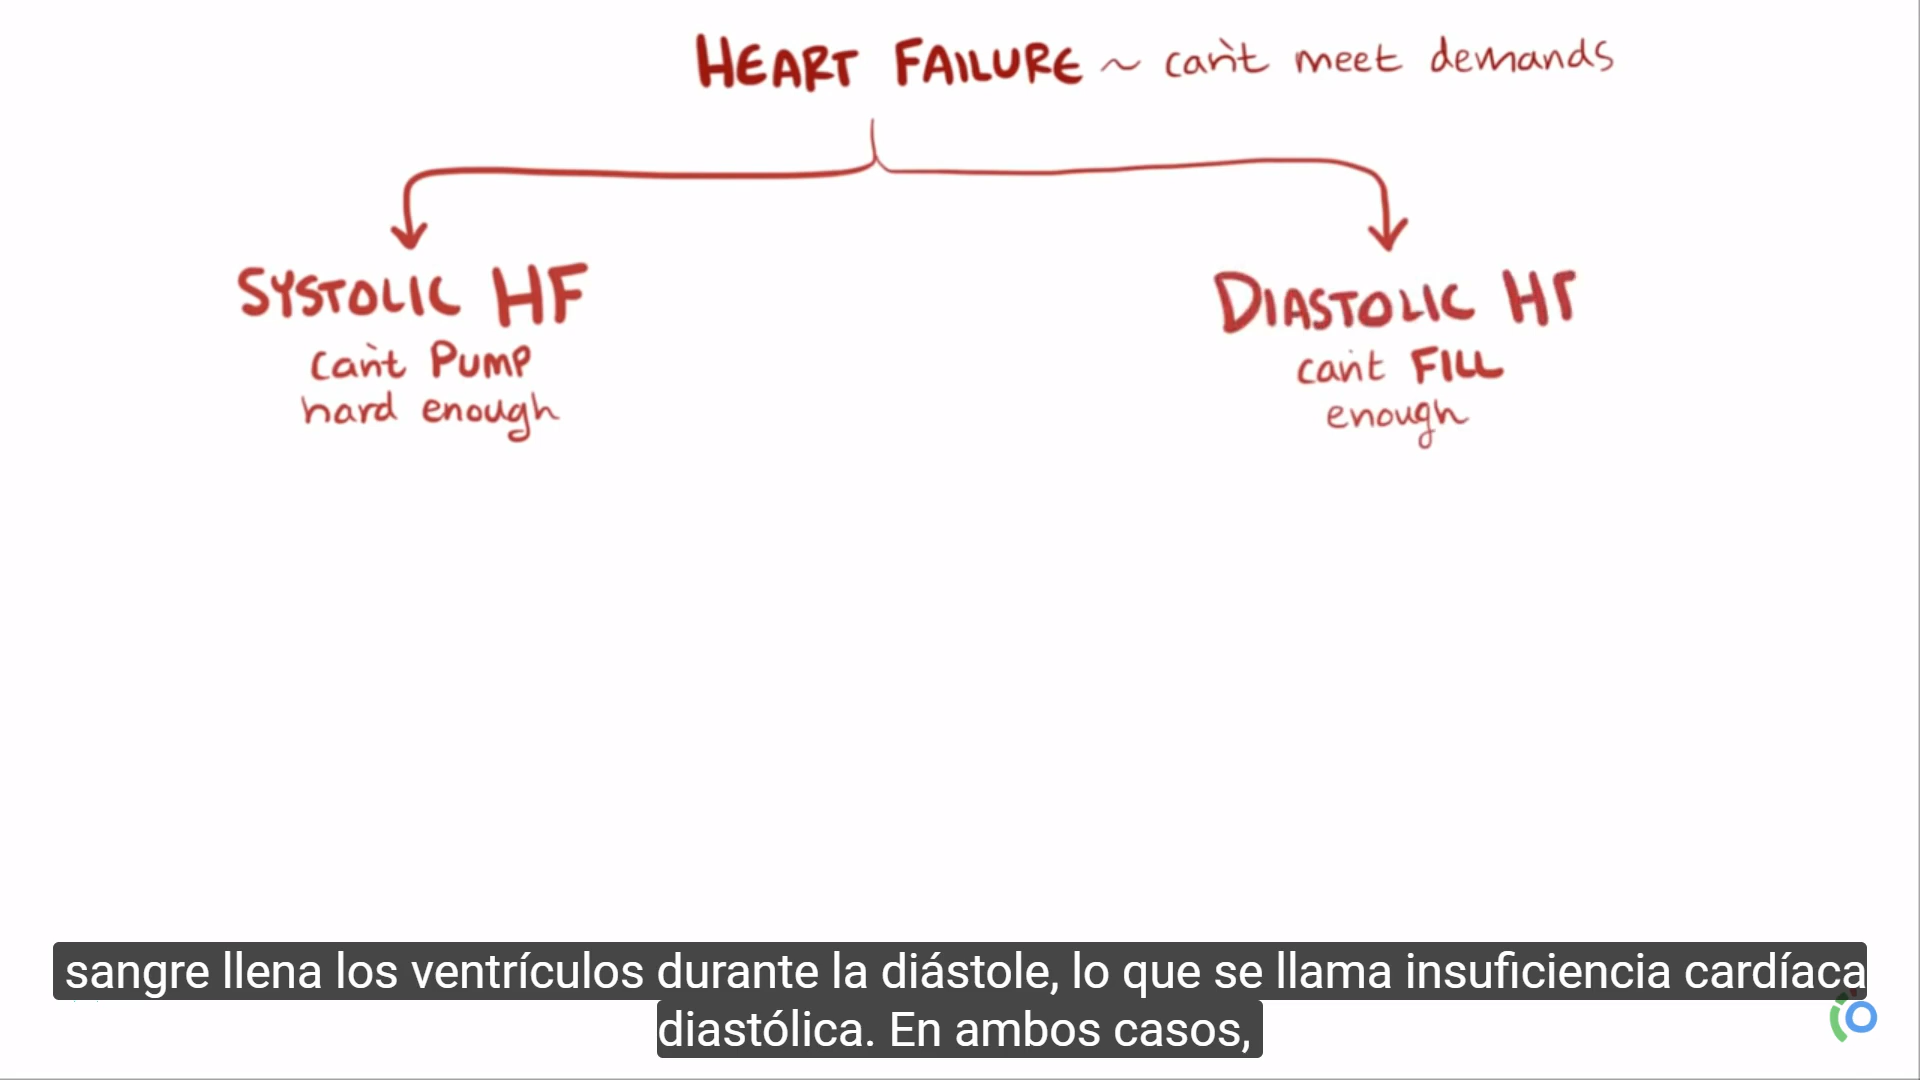 HEART FAILURE ~ can't meet demands
SYSTOLIC HF
can't PUMP
hard enough
DIASTOLIC HF
can't FILL
enough
sangre llena los ventrículos durante la diástole, lo que se llama insuficiencia cardíaca
diastólica. En ambos casos,